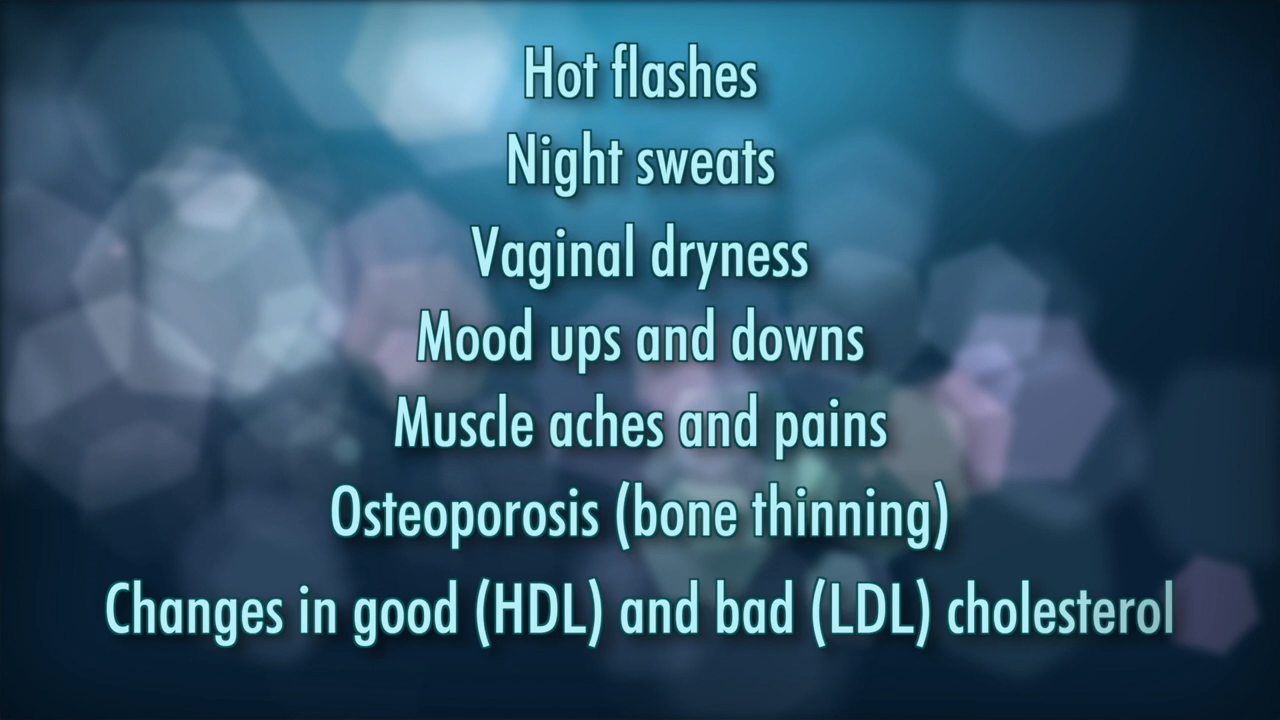 Hot flashes
Night sweats
Vaginal dryness
Mood ups and downs
Muscle aches and pains
Osteoporosis (bone thinning)
Changes in good (HDL) and bad (LDL) cholesterol